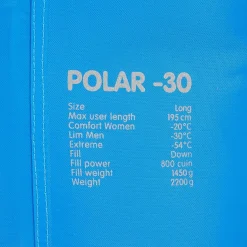 POLAR -30
Size Long
Max user length 195 cm
Comfort Women -20°C
Lim Men -30°C
Extreme -54°C
Fill Down
Fill power 800 cuin
Fill weight 1450 g
Weight 2200 g